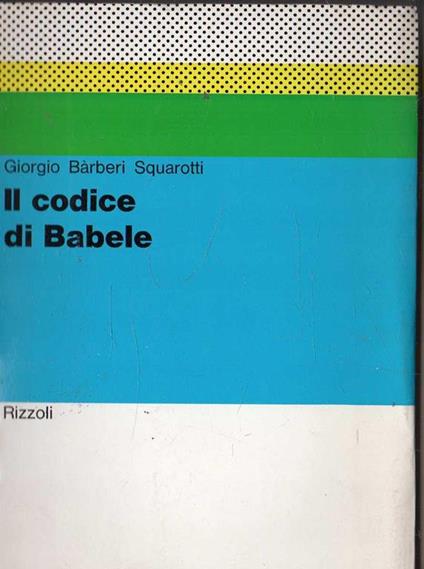 Giorgio Bàrberi Squarotti
Il codice
di Babele
Rizzoli